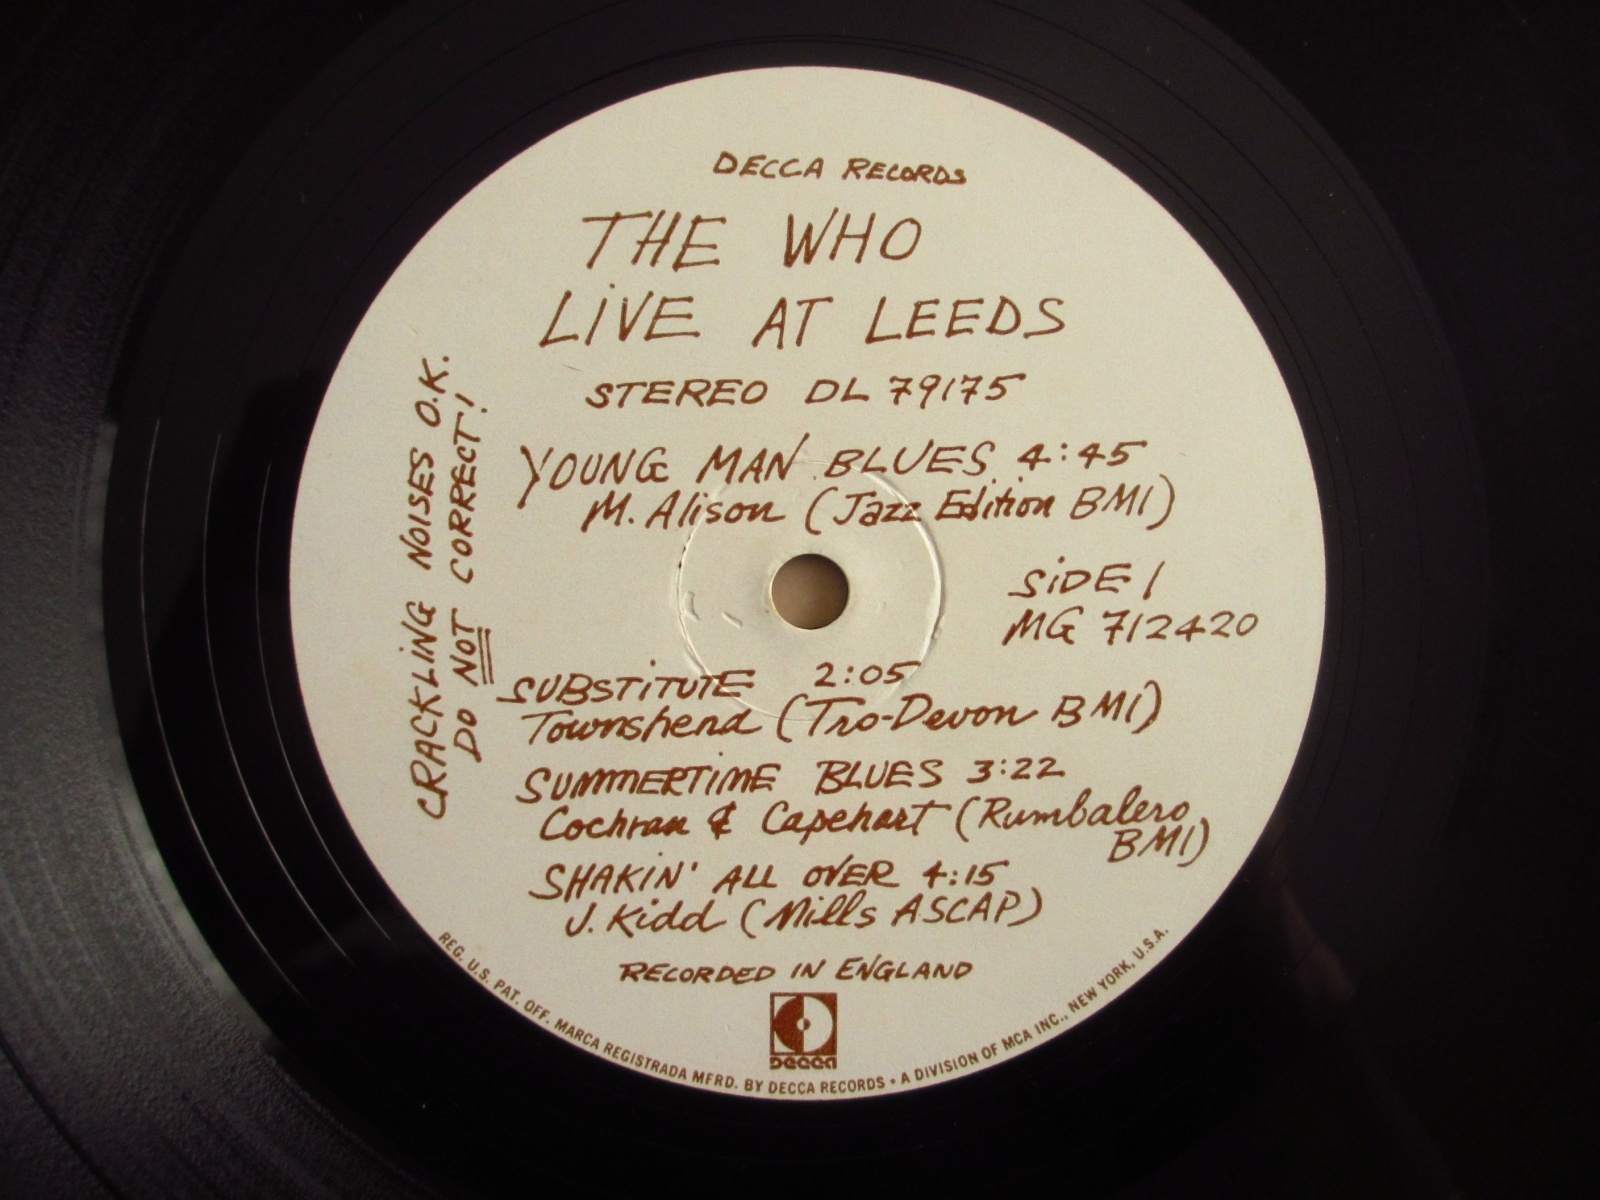 DECCA RECORDS
THE WHO
LIVE AT LEEDS
STEREO DL 79175
YOUNG MAN BLUES 4:45
M. Alison (Jazz Edition BMI)
SIDE 1
MG 712420
SUBSTITUTE 2:05
Townshend (Tro-Devon BMI)
SUMMERTIME BLUES 3:22
Cochran & Capehart (Rumbalero
BMI)
SHAKIN' ALL OVER 4:15
J. Kidd (Mills ASCAP)
RECORDED IN ENGLAND
DECCA
REG. U.S. PAT. OFF. MARCA REGISTRADA MFRD. BY DECCA RECORDS • A DIVISION OF MCA INC., NEW YORK, U.S.A.
CRACKLING NOISES O.K.
DO NOT CORRECT!